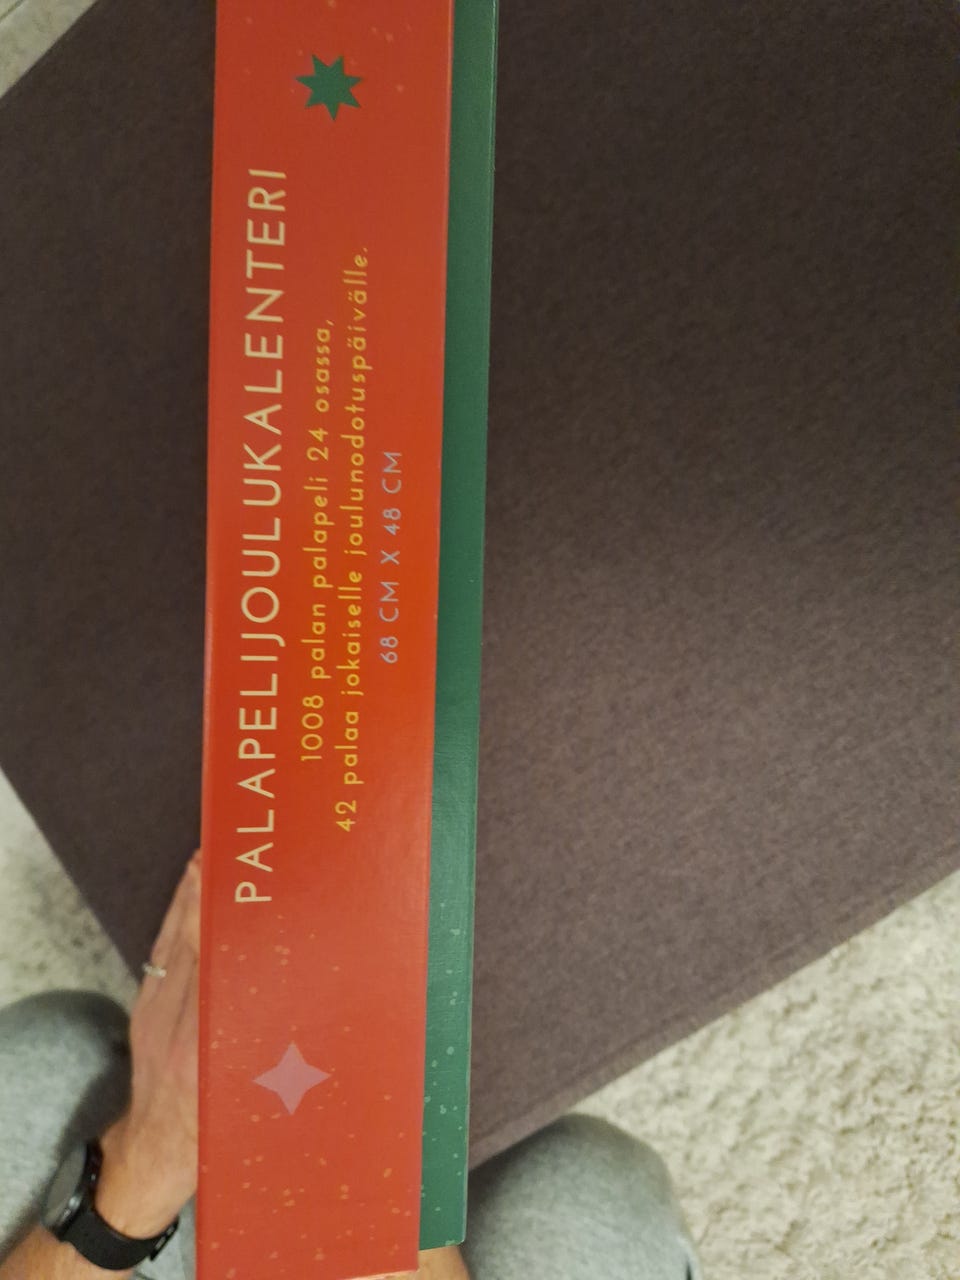 PALAPELIJOULUKALENTERI
1008 palan palapeli 24 osassa,
42 palaa jokaiselle joulunodotuspäivälle.
68 CM X 48 CM